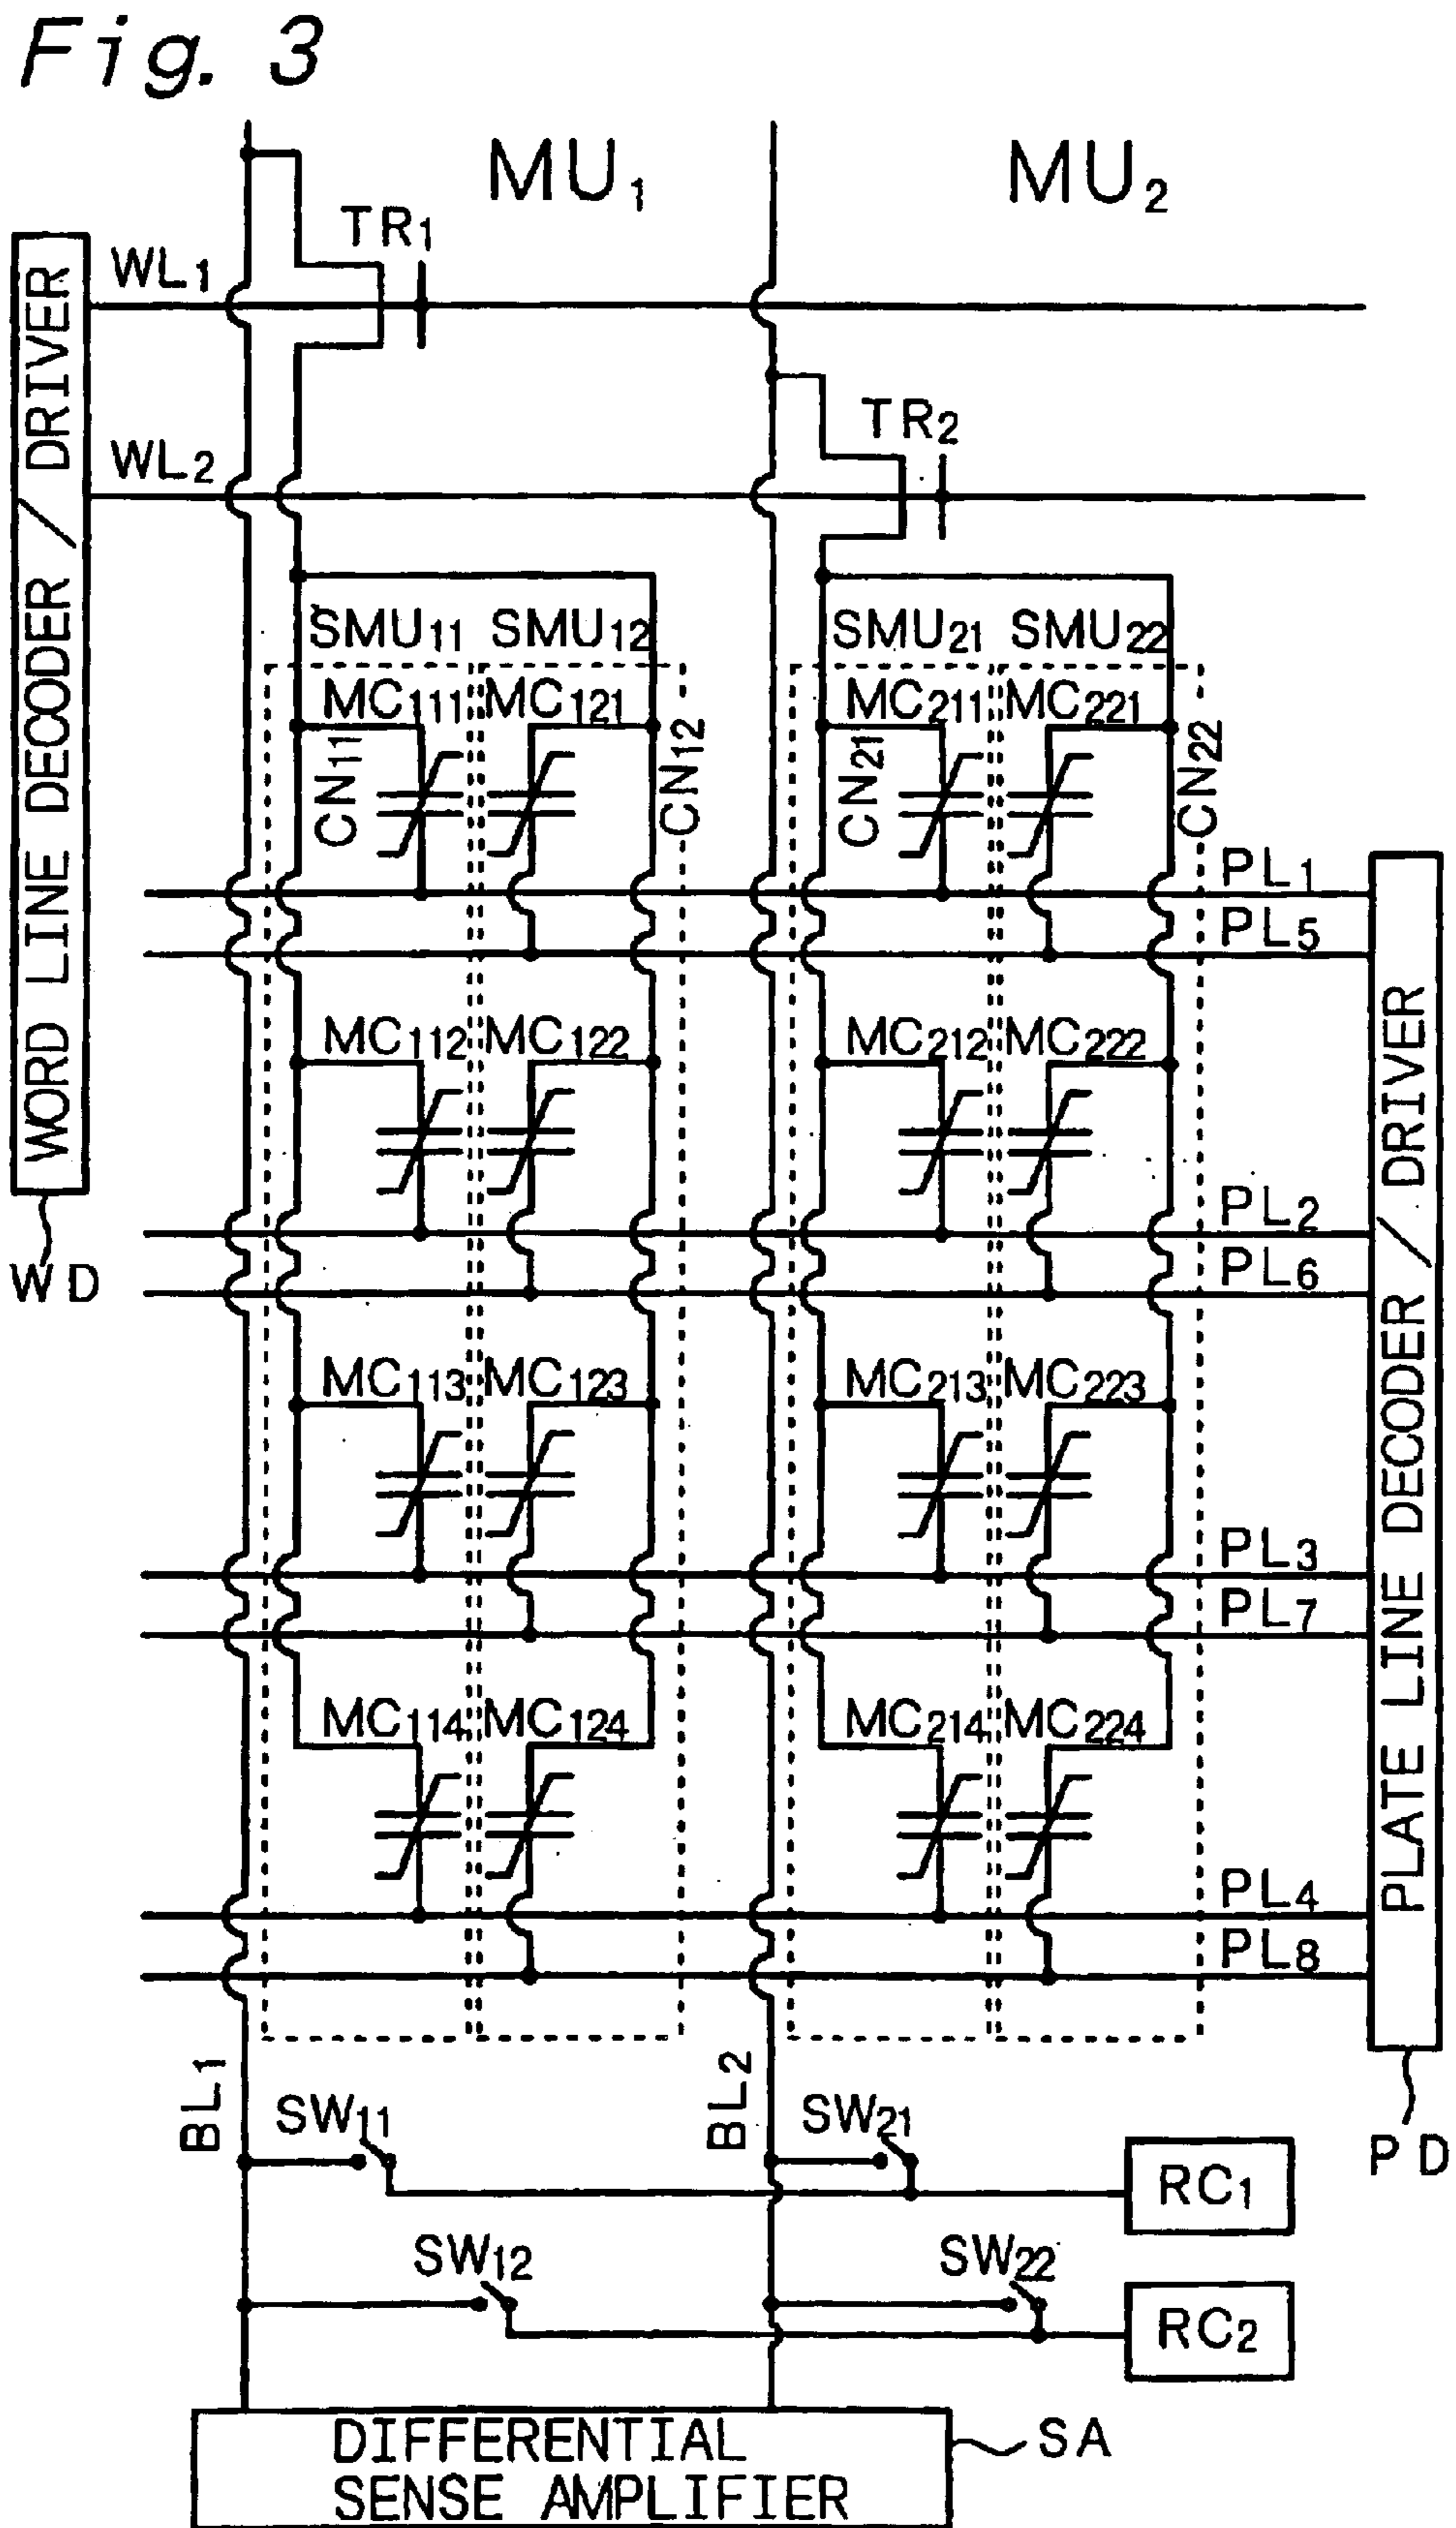 Fig. 3
MU1 MU2
TR1
WL1
TR2
WL2
WORD LINE DECODER / DRIVER
WD
SMU11 SMU12 SMU21 SMU22
MC111 MC121 MC211 MC221
CN11 CN12 CN21 CN22
PL1
PL5
MC112 MC122 MC212 MC222
PL2
PL6
MC113 MC123 MC213 MC223
PL3
PL7
MC114 MC124 MC214 MC224
PL4
PL8
PLATE LINE DECODER / DRIVER
PD
BL1 BL2
SW11 SW21
RC1
SW12 SW22
RC2
DIFFERENTIAL
SENSE AMPLIFIER
SA